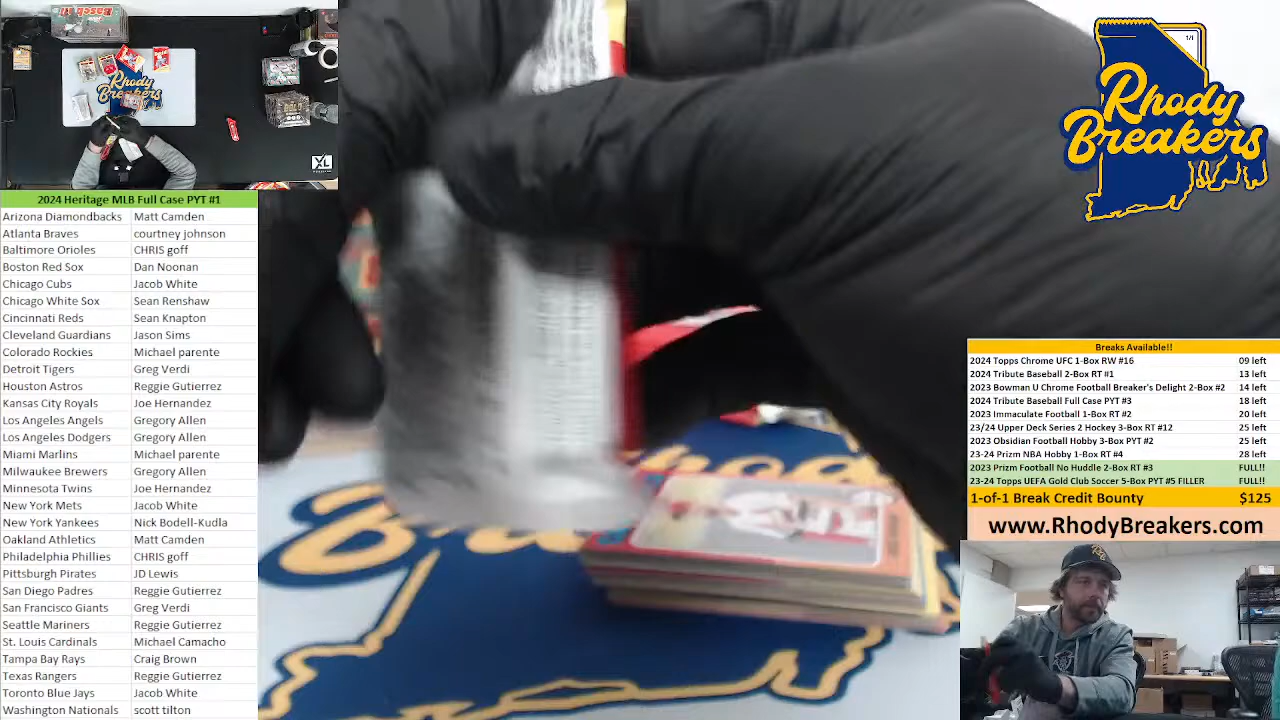 2024 Heritage MLB Full Case PYT #1
Arizona Diamondbacks Matt Camden
Atlanta Braves courtney johnson
Baltimore Orioles CHRIS goff
Boston Red Sox Dan Noonan
Chicago Cubs Jacob White
Chicago White Sox Sean Renshaw
Cincinnati Reds Sean Knapton
Cleveland Guardians Jason Sims
Colorado Rockies Michael parente
Detroit Tigers Greg Verdi
Houston Astros Reggie Gutierrez
Kansas City Royals Joe Hernandez
Los Angeles Angels Gregory Allen
Los Angeles Dodgers Gregory Allen
Miami Marlins Michael parente
Milwaukee Brewers Gregory Allen
Minnesota Twins Joe Hernandez
New York Mets Jacob White
New York Yankees Nick Bodell-Kudla
Oakland Athletics Matt Camden
Philadelphia Phillies CHRIS goff
Pittsburgh Pirates JD Lewis
San Diego Padres Reggie Gutierrez
San Francisco Giants Greg Verdi
Seattle Mariners Reggie Gutierrez
St. Louis Cardinals Michael Camacho
Tampa Bay Rays Craig Brown
Texas Rangers Reggie Gutierrez
Toronto Blue Jays Jacob White
Washington Nationals scott tilton
Rhody
Breakers
XL
1/1
Rhody
Breakers
Breaks Available!!
2024 Topps Chrome UFC 1-Box RW #16 09 left
2024 Tribute Baseball 2-Box RT #1 13 left
2023 Bowman U Chrome Football Breaker's Delight 2-Box #2 14 left
2024 Tribute Baseball Full Case PYT #3 18 left
2023 Immaculate Football 1-Box RT #2 20 left
23/24 Upper Deck Series 2 Hockey 3-Box RT #12 25 left
2023 Obsidian Football Hobby 3-Box PYT #2 25 left
23-24 Prizm NBA Hobby 1-Box RT #4 28 left
2023 Prizm Football No Huddle 2-Box RT #3 FULL!!
23-24 Topps UEFA Gold Club Soccer 5-Box PYT #5 FILLER FULL!!
1-of-1 Break Credit Bounty $125
www.RhodyBreakers.com